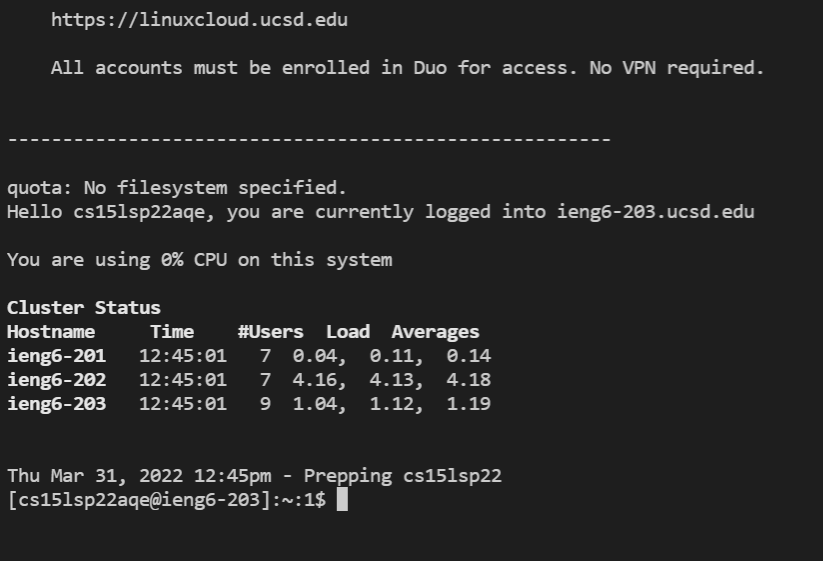 https://linuxcloud.ucsd.edu
All accounts must be enrolled in Duo for access. No VPN required.
-------------------------------------------------------
quota: No filesystem specified.
Hello cs15lsp22aqe, you are currently logged into ieng6-203.ucsd.edu
You are using 0% CPU on this system
Cluster Status
Hostname     Time    #Users  Load  Averages
ieng6-201   12:45:01   7  0.04,  0.11,  0.14
ieng6-202   12:45:01   7  4.16,  4.13,  4.18
ieng6-203   12:45:01   9  1.04,  1.12,  1.19
Thu Mar 31, 2022 12:45pm - Prepping cs15lsp22
[cs15lsp22aqe@ieng6-203]:~:1$